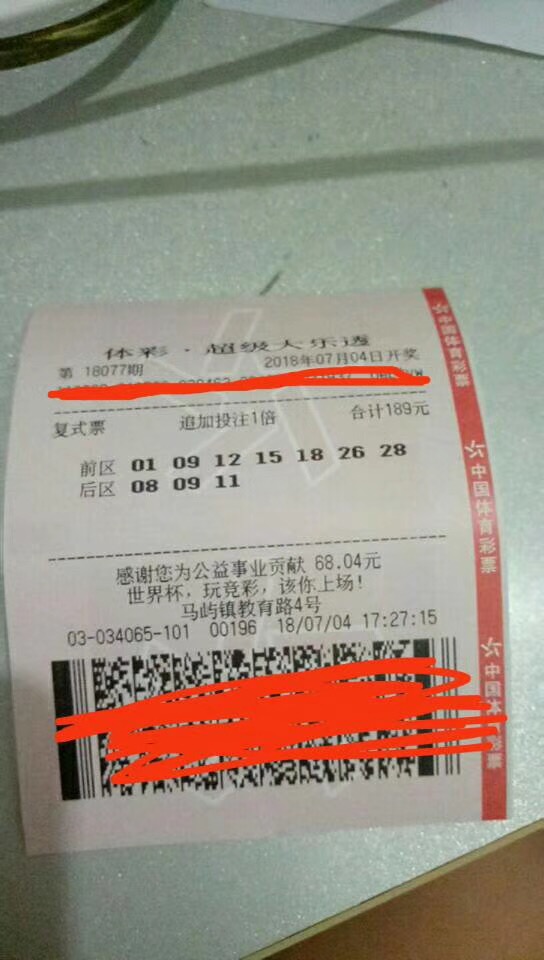 体彩·超级大乐透
第 18077期 2018年07月04日开奖
复式票 追加投注1倍 合计189元
前区 01 09 12 15 18 26 28
后区 08 09 11
感谢您为公益事业贡献 68.04元
世界杯，玩竞彩，该你上场！
马屿镇教育路4号
03-034065-101 00196 18/07/04 17:27:15
中国体育彩票
中国体育彩票
中国体育彩票